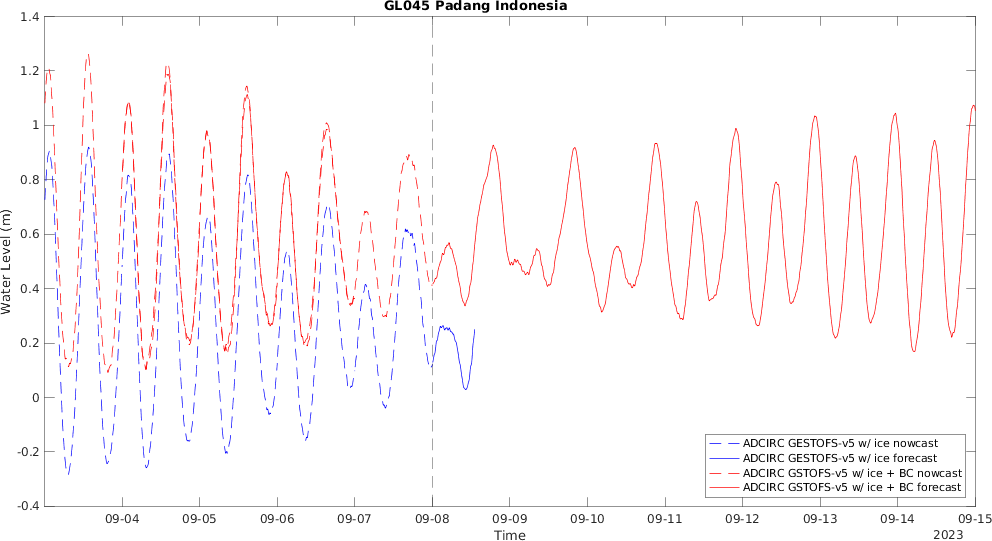 GL045 Padang Indonesia
1.4
1.2
1
0.8
0.6
0.4
0.2
0
-0.2
-0.4
Water Level (m)
09-04 09-05 09-06 09-07 09-08 09-09 09-10 09-11 09-12 09-13 09-14 09-15
Time
2023
ADCIRC GESTOFS-v5 w/ ice nowcast
ADCIRC GESTOFS-v5 w/ ice forecast
ADCIRC GSTOFS-v5 w/ ice + BC nowcast
ADCIRC GSTOFS-v5 w/ ice + BC forecast